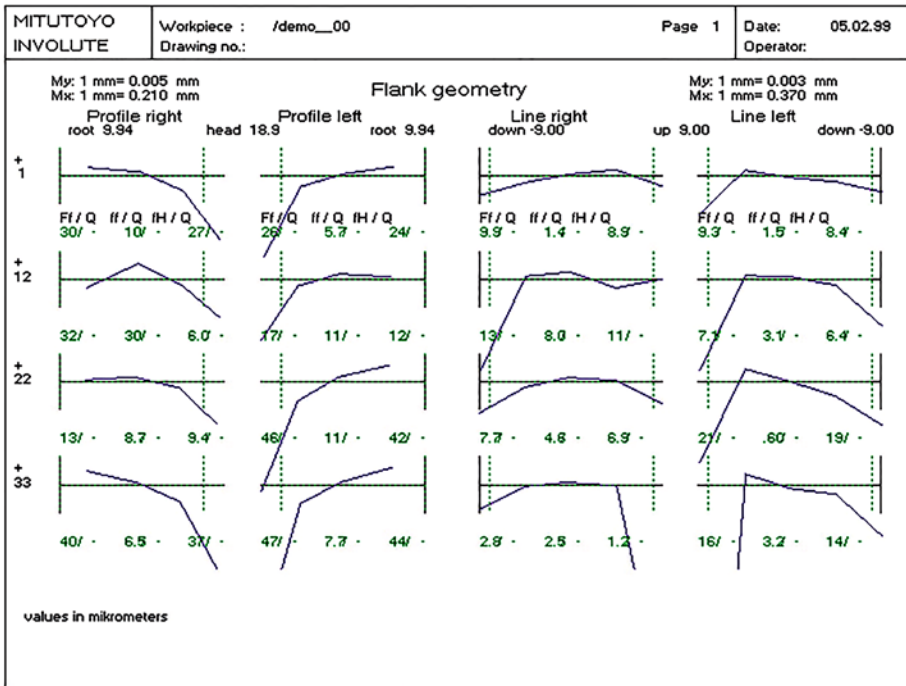 MITUTOYO
INVOLUTE
Workpiece : /demo__00
Drawing no.:
Page 1
Date: 05.02.99
Operator:
My: 1 mm= 0.005 mm
Mx: 1 mm= 0.210 mm
Flank geometry
My: 1 mm= 0.003 mm
Mx: 1 mm= 0.370 mm
Profile right Profile left Line right Line left
root 9.94 head 18.9 root 9.94 down -9.00 up 9.00 down -9.00
+
1
Ff / Q ff / Q fH / Q Ff / Q ff / Q fH / Q Ff / Q ff / Q fH / Q Ff / Q ff / Q fH / Q
30/ - 10/ - 27/ - 26/ - 5.7/ - 24/ - 9.9/ - 1.4/ - 8.9/ - 9.3/ - 1.5/ - 8.4/ -
+
12
32/ - 30/ - 6.0/ - 17/ - 11/ - 12/ - 13/ - 8.0/ - 11/ - 7.1/ - 3.1/ - 6.4/ -
+
22
13/ - 8.7/ - 9.4/ - 46/ - 11/ - 42/ - 7.7/ - 4.6/ - 6.9/ - 21/ - .60/ - 19/ -
+
33
40/ - 6.5/ - 37/ - 47/ - 7.7/ - 44/ - 2.8/ - 2.5/ - 1.2/ - 16/ - 3.2/ - 14/ -
values in mikrometers